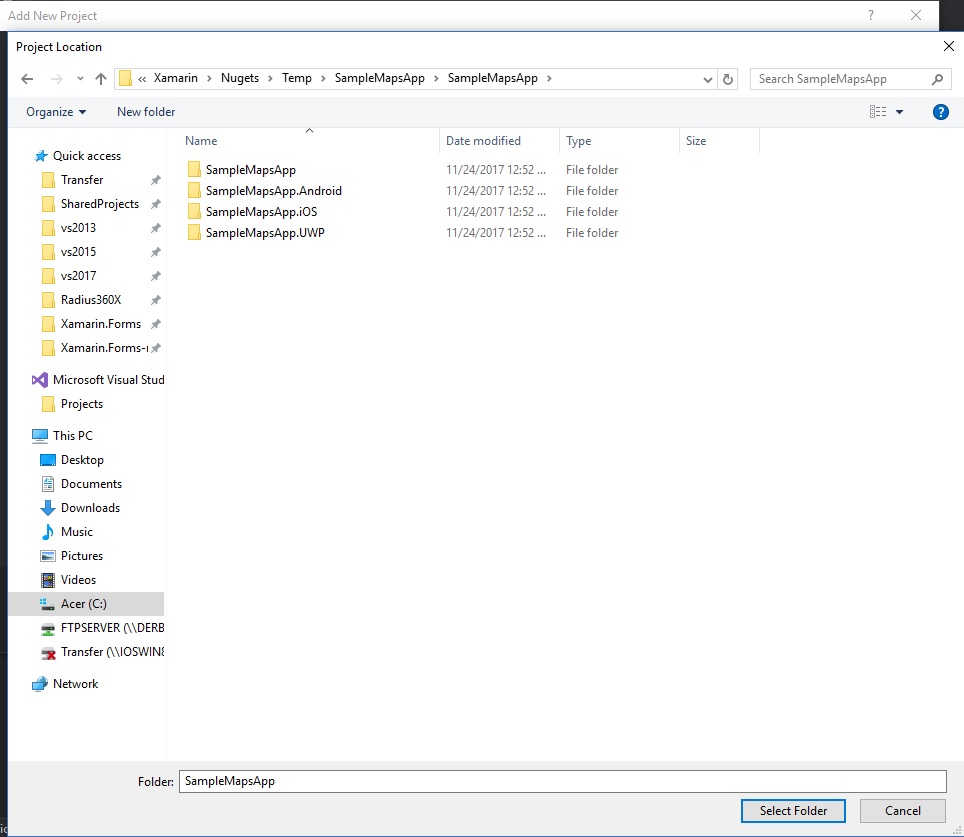 Add New Project
?
Project Location
« Xamarin > Nugets > Temp > SampleMapsApp > SampleMapsApp >
Search SampleMapsApp
Organize
New folder
?
Name
Date modified
Type
Size
SampleMapsApp 11/24/2017 12:52 ... File folder
SampleMapsApp.Android 11/24/2017 12:52 ... File folder
SampleMapsApp.iOS 11/24/2017 12:52 ... File folder
SampleMapsApp.UWP 11/24/2017 12:52 ... File folder
Quick access
Transfer
SharedProjects
vs2013
vs2015
vs2017
Radius360X
Xamarin.Forms
Xamarin.Forms-
Microsoft Visual Stud
Projects
This PC
Desktop
Documents
Downloads
Music
Pictures
Videos
Acer (C:)
FTPSERVER (\\DERB
Transfer (\\IOSWIN8
Network
Folder: SampleMapsApp
Select Folder
Cancel